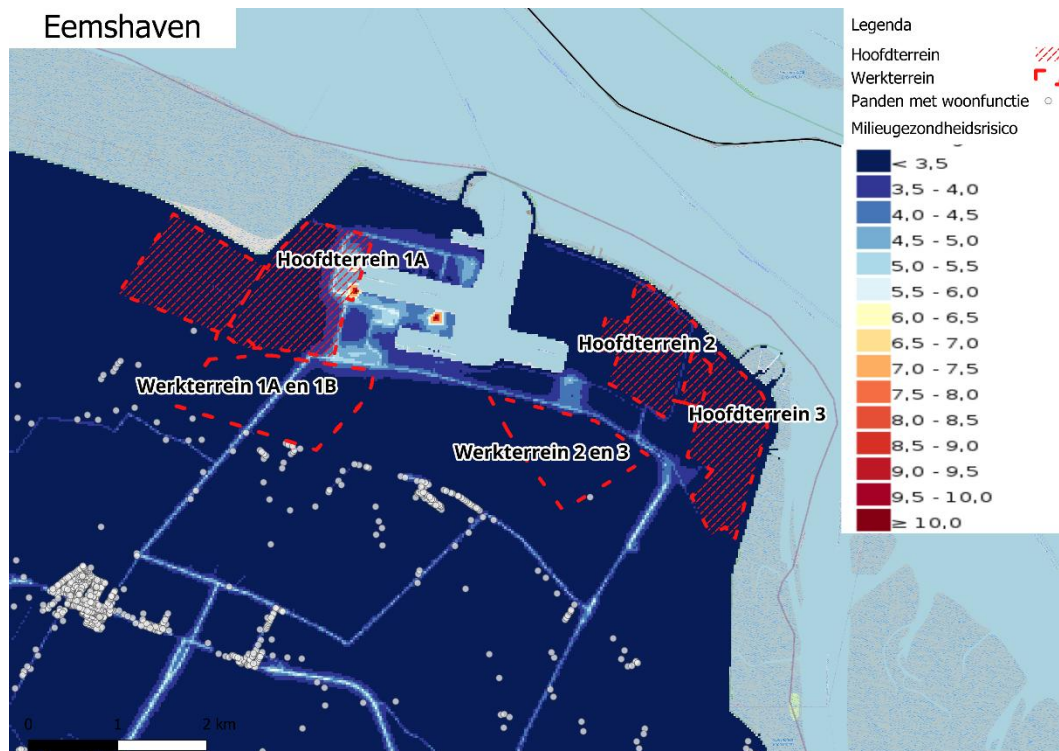 Eemshaven
Legenda
Hoofdterrein
Werkterrein
Panden met woonfunctie
Milieugezondheidsrisico
< 3,5
3,5 - 4,0
4,0 - 4,5
4,5 - 5,0
5,0 - 5,5
5,5 - 6,0
6,0 - 6,5
6,5 - 7,0
7,0 - 7,5
7,5 - 8,0
8,0 - 8,5
8,5 - 9,0
9,0 - 9,5
9,5 - 10,0
≥ 10,0
Hoofdterrein 1A
Hoofdterrein 2
Werkterrein 1A en 1B
Hoofdterrein 3
Werkterrein 2 en 3
0 1 2 km